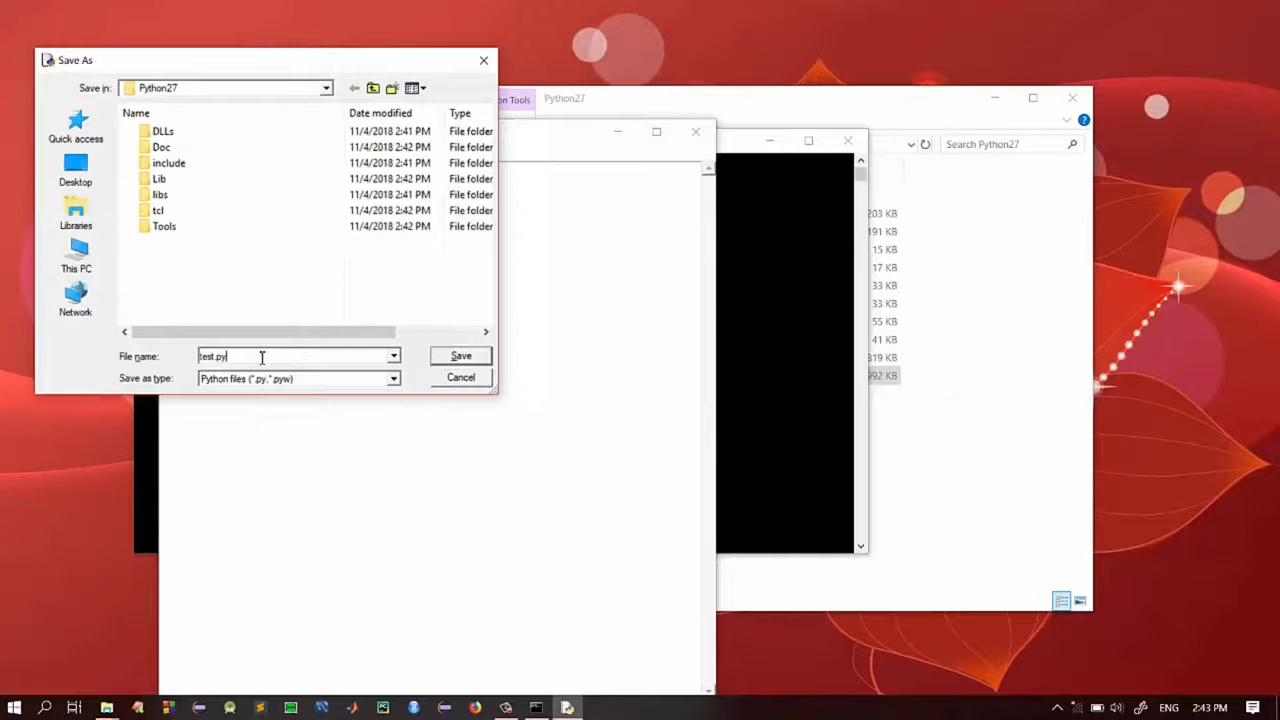 Save As
on Tools
Python27
Save in:
Python27
Name
Date modified
Type
Search Python27
Quick access
Desktop
Libraries
This PC
Network
DLLs
11/4/2018 2:41 PM
File folder
Doc
11/4/2018 2:42 PM
File folder
include
11/4/2018 2:41 PM
File folder
Lib
11/4/2018 2:42 PM
File folder
libs
11/4/2018 2:41 PM
File folder
tcl
11/4/2018 2:42 PM
File folder
Tools
11/4/2018 2:42 PM
File folder
203 KB
191 KB
15 KB
17 KB
33 KB
33 KB
55 KB
41 KB
819 KB
992 KB
File name:
test.py
Save
Save as type:
Python files (*.py,*.pyw)
Cancel
ENG
2:43 PM